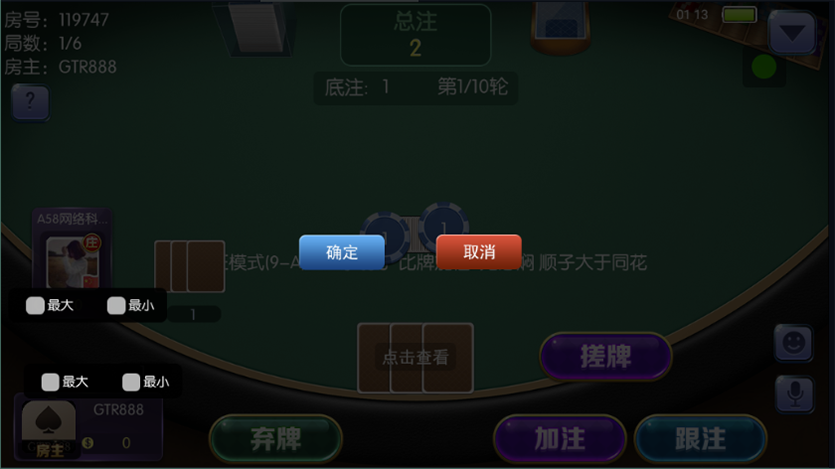 房号：119747
局数：1/6
房主：GTR888
总注
2
01 13
底注：1 第1/10轮
?
A58网络科...
庄
1
确定 取消
模式(9-A 比牌 顺子大于同花
最大 最小
1
点击查看
搓牌
最大 最小
GTR888
0
房主
弃牌
加注
跟注